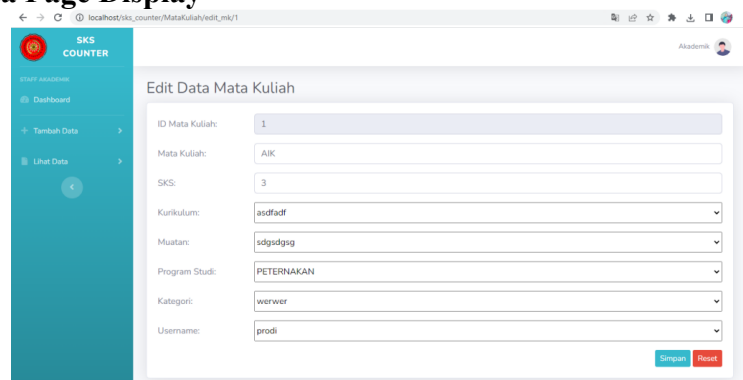 a Page Display
localhost/sks_counter/MataKuliah/edit_mk/1
SKS
COUNTER
Akademik
STAFF AKADEMIK
Dashboard
Tambah Data
Lihat Data
Edit Data Mata Kuliah
ID Mata Kuliah: 1
Mata Kuliah: AIK
SKS: 3
Kurikulum: asdfadf
Muatan: sdgsdgsg
Program Studi: PETERNAKAN
Kategori: werwer
Username: prodi
Simpan Reset